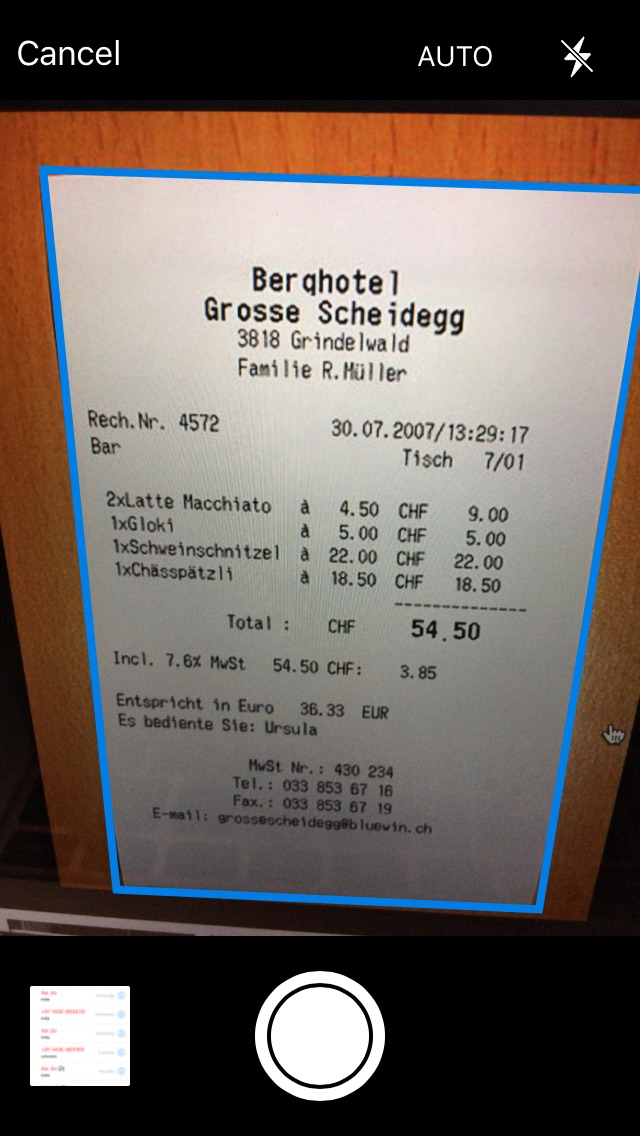 Cancel AUTO
Berghotel
Grosse Scheidegg
3818 Grindelwald
Familie R.Müller
Rech.Nr. 4572 30.07.2007/13:29:17
Bar Tisch 7/01
2xLatte Macchiato à 4.50 CHF 9.00
1xGloki à 5.00 CHF 5.00
1xSchweinschnitzel à 22.00 CHF 22.00
1xChässpätzli à 18.50 CHF 18.50
Total : CHF 54.50
Incl. 7.6% MwSt 54.50 CHF: 3.85
Entspricht in Euro 36.33 EUR
Es bediente Sie: Ursula
MwSt Nr.: 430 234
Tel.: 033 853 67 16
Fax.: 033 853 67 19
E-mail: grossescheidegg@bluewin.ch